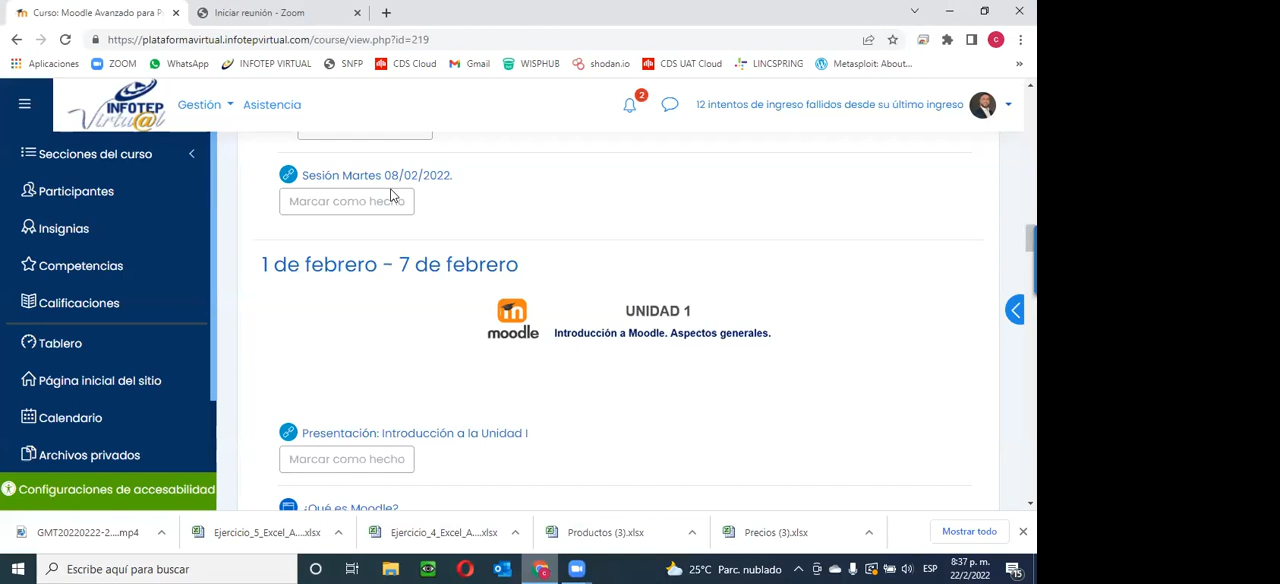 Curso: Moodle Avanzado para P
Iniciar reunión - Zoom
https://plataformavirtual.infotepvirtual.com/course/view.php?id=219
C
Aplicaciones
ZOOM
WhatsApp
INFOTEP VIRTUAL
SNFP
CDS Cloud
Gmail
WISPHUB
shodan.io
CDS UAT Cloud
LINCSPRING
Metasploit: About...
INFOTEP
Virtu@l
Gestión
Asistencia
2
12 intentos de ingreso fallidos desde su último ingreso
Secciones del curso
Participantes
Insignias
Competencias
Calificaciones
Tablero
Página inicial del sitio
Calendario
Archivos privados
Configuraciones de accesabilidad
Sesión Martes 08/02/2022.
Marcar como hecho
1 de febrero - 7 de febrero
moodle
UNIDAD 1
Introducción a Moodle. Aspectos generales.
Presentación: Introducción a la Unidad I
Marcar como hecho
¿Qué es Moodle?
GMT20220222-2....mp4
Ejercicio_5_Excel_A....xlsx
Ejercicio_4_Excel_A....xlsx
Productos (3).xlsx
Precios (3).xlsx
Mostrar todo
Escribe aquí para buscar
25°C Parc. nublado
ESP
8:37 p. m.
22/2/2022
15